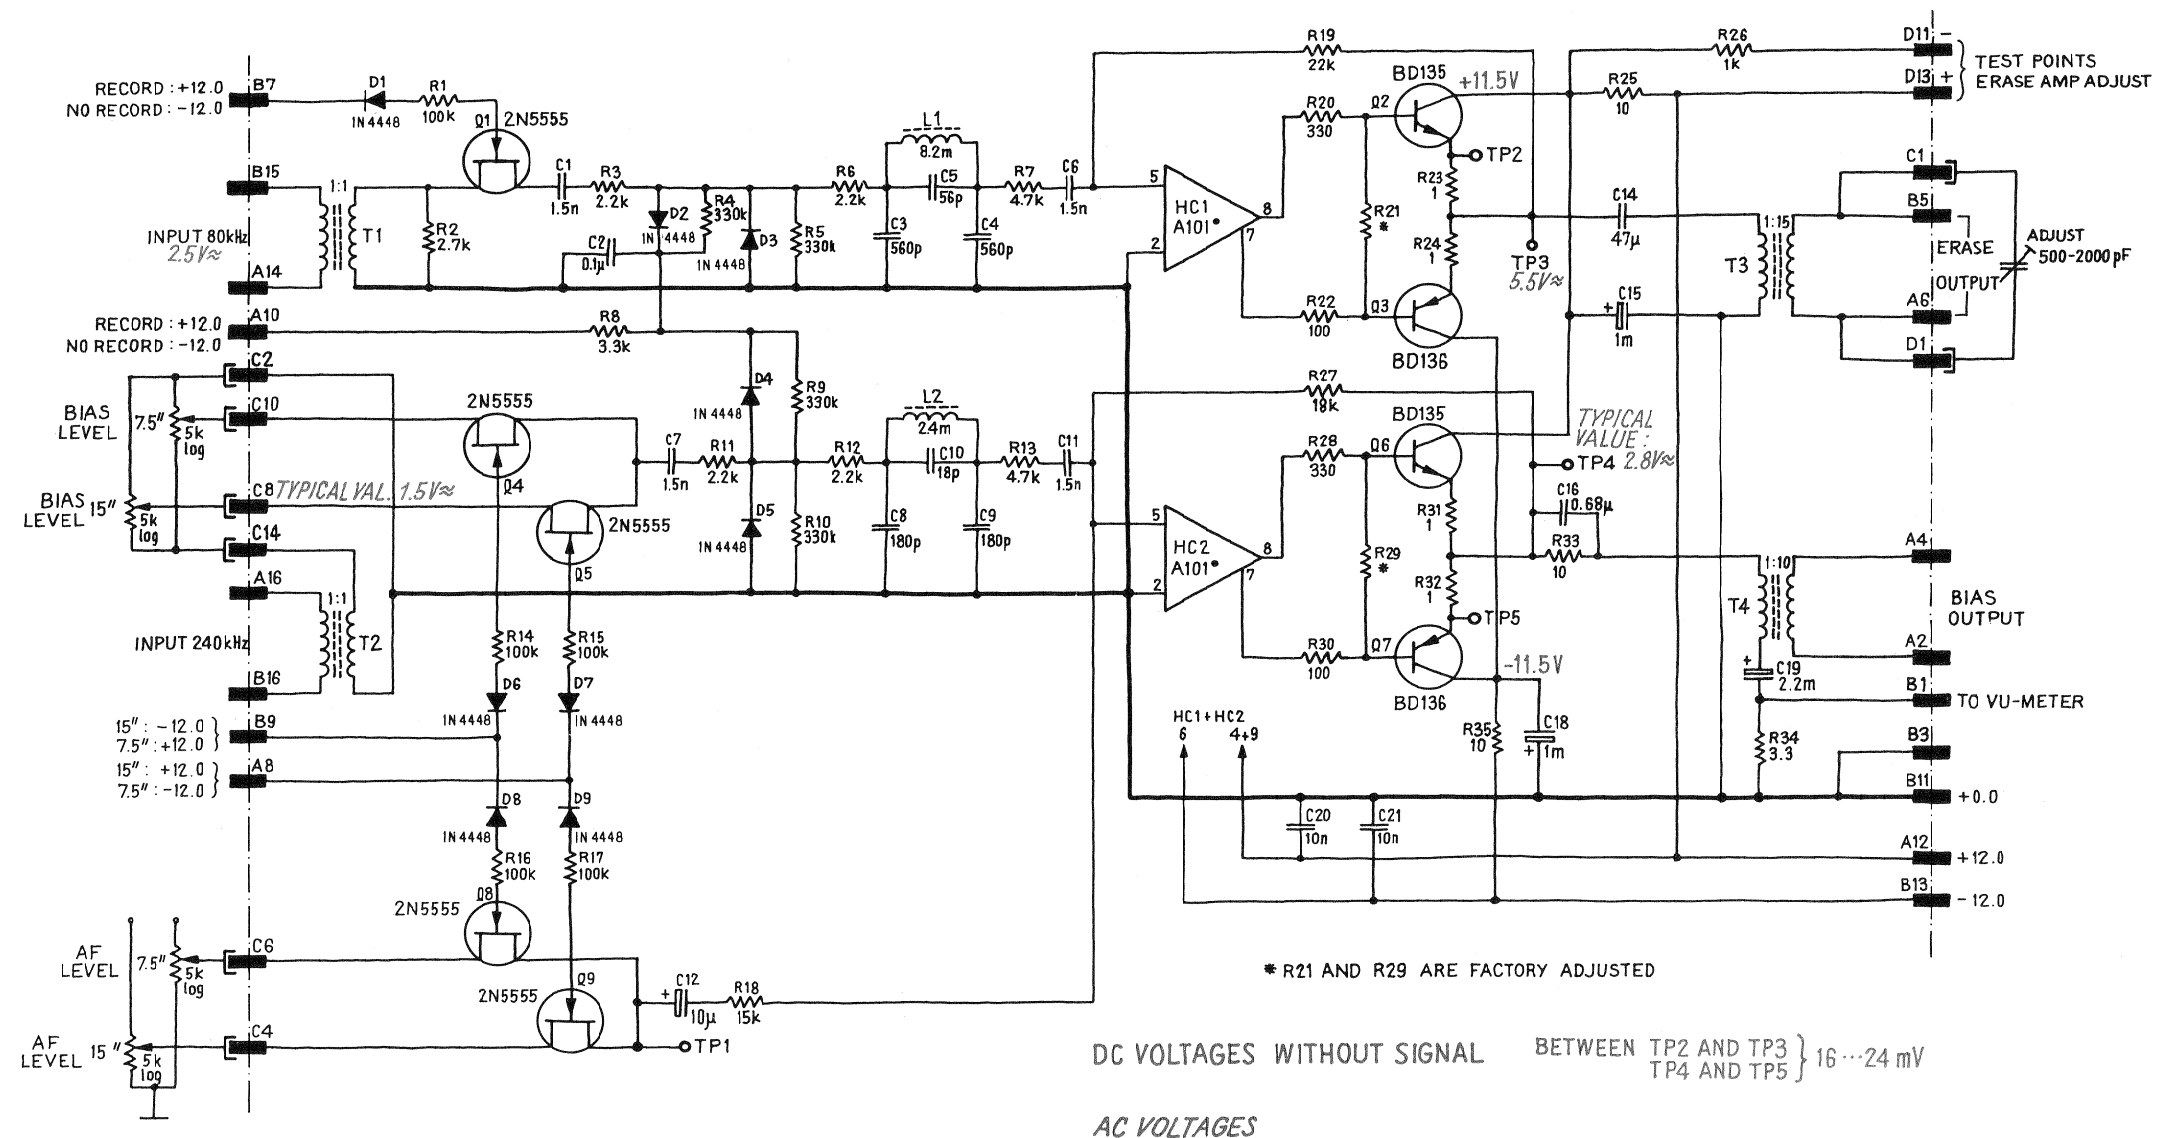 RECORD : +12.0
NO RECORD : -12.0
B7
D1
1N 4448
R1
100k
Q1
2N5555
B15
1:1
INPUT 80kHz
2.5V≈
T1
R2
2.7k
A14
C1
1.5n
R3
2.2k
D2
1N 4448
R4
330k
C2
0.1µ
D3
1N 4448
R5
330k
R6
2.2k
L1
8.2m
C5
56p
C3
560p
C4
560p
R7
4.7k
C6
1.5n
R19
22k
5
HC1
A101*
8
7
2
R20
330
R21
*
R22
100
BD135
Q2
+11.5V
TP2
R23
1
R24
1
Q3
BD136
TP3
5.5V≈
R26
1k
R25
10
D11 -
D13 +
TEST POINTS
ERASE AMP ADJUST
C14
47µ
C15
+
1m
1:15
T3
C1
B5
ERASE
OUTPUT
A6
D1
ADJUST
500-2000pF
RECORD : +12.0
NO RECORD : -12.0
A10
R8
3.3k
C2
BIAS
LEVEL
7.5"
5k
log
C10
BIAS
LEVEL 15"
5k
log
C8
TYPICAL VAL. 1.5V≈
C14
A16
1:1
INPUT 240kHz
T2
B16
2N5555
Q4
2N5555
Q5
C7
1.5n
R11
2.2k
D4
1N 4448
R9
330k
D5
1N 4448
R10
330k
R12
2.2k
L2
2.4m
C10
18p
C8
180p
C9
180p
R13
4.7k
C11
1.5n
R27
18k
5
HC2
A101*
8
7
2
R28
330
R29
*
R30
100
BD135
Q6
TYPICAL
VALUE :
TP4 2.8V≈
C16
0.68µ
R31
1
R32
1
R33
10
TP5
Q7
BD136
-11.5V
1:10
T4
A4
BIAS
OUTPUT
A2
+
C19
2.2m
B1
TO VU-METER
R34
3.3
B3
B11
+0.0
R14
100k
R15
100k
D6
1N 4448
D7
1N 4448
15" : -12.0
7.5" : +12.0
B9
15" : +12.0
7.5" : -12.0
A8
D8
1N 4448
D9
1N 4448
R16
100k
R17
100k
Q8
2N5555
HC1+HC2
6
4+9
R35
10
C18
+
1m
C20
10n
C21
10n
A12
+12.0
B13
-12.0
AF
LEVEL
7.5"
5k
log
C6
AF
LEVEL
15"
5k
log
C4
2N5555
Q9
+
C12
10µ
R18
15k
TP1
* R21 AND R29 ARE FACTORY ADJUSTED
DC VOLTAGES WITHOUT SIGNAL
BETWEEN TP2 AND TP3
TP4 AND TP5
16...24 mV
AC VOLTAGES